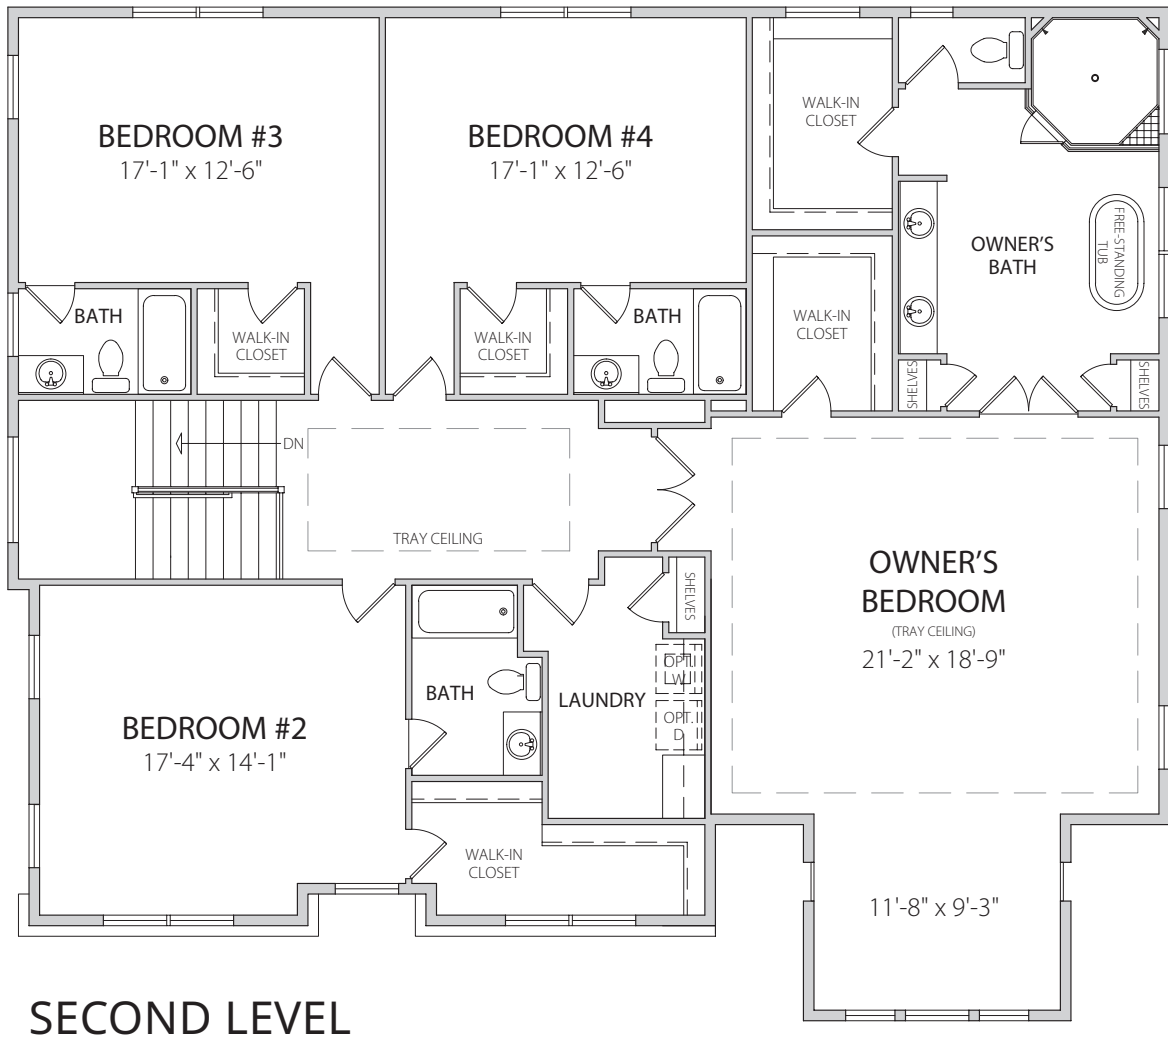 BEDROOM #3
17'-1" x 12'-6"
BEDROOM #4
17'-1" x 12'-6"
WALK-IN
CLOSET
OWNER'S
BATH
FREE-STANDING
TUB
BATH
WALK-IN
CLOSET
WALK-IN
CLOSET
BATH
WALK-IN
CLOSET
SHELVES
SHELVES
DN
TRAY CEILING
OWNER'S
BEDROOM
(TRAY CEILING)
21'-2" x 18'-9"
SHELVES
OPT.
W
OPT.
D
LAUNDRY
BATH
BEDROOM #2
17'-4" x 14'-1"
WALK-IN
CLOSET
11'-8" x 9'-3"
SECOND LEVEL